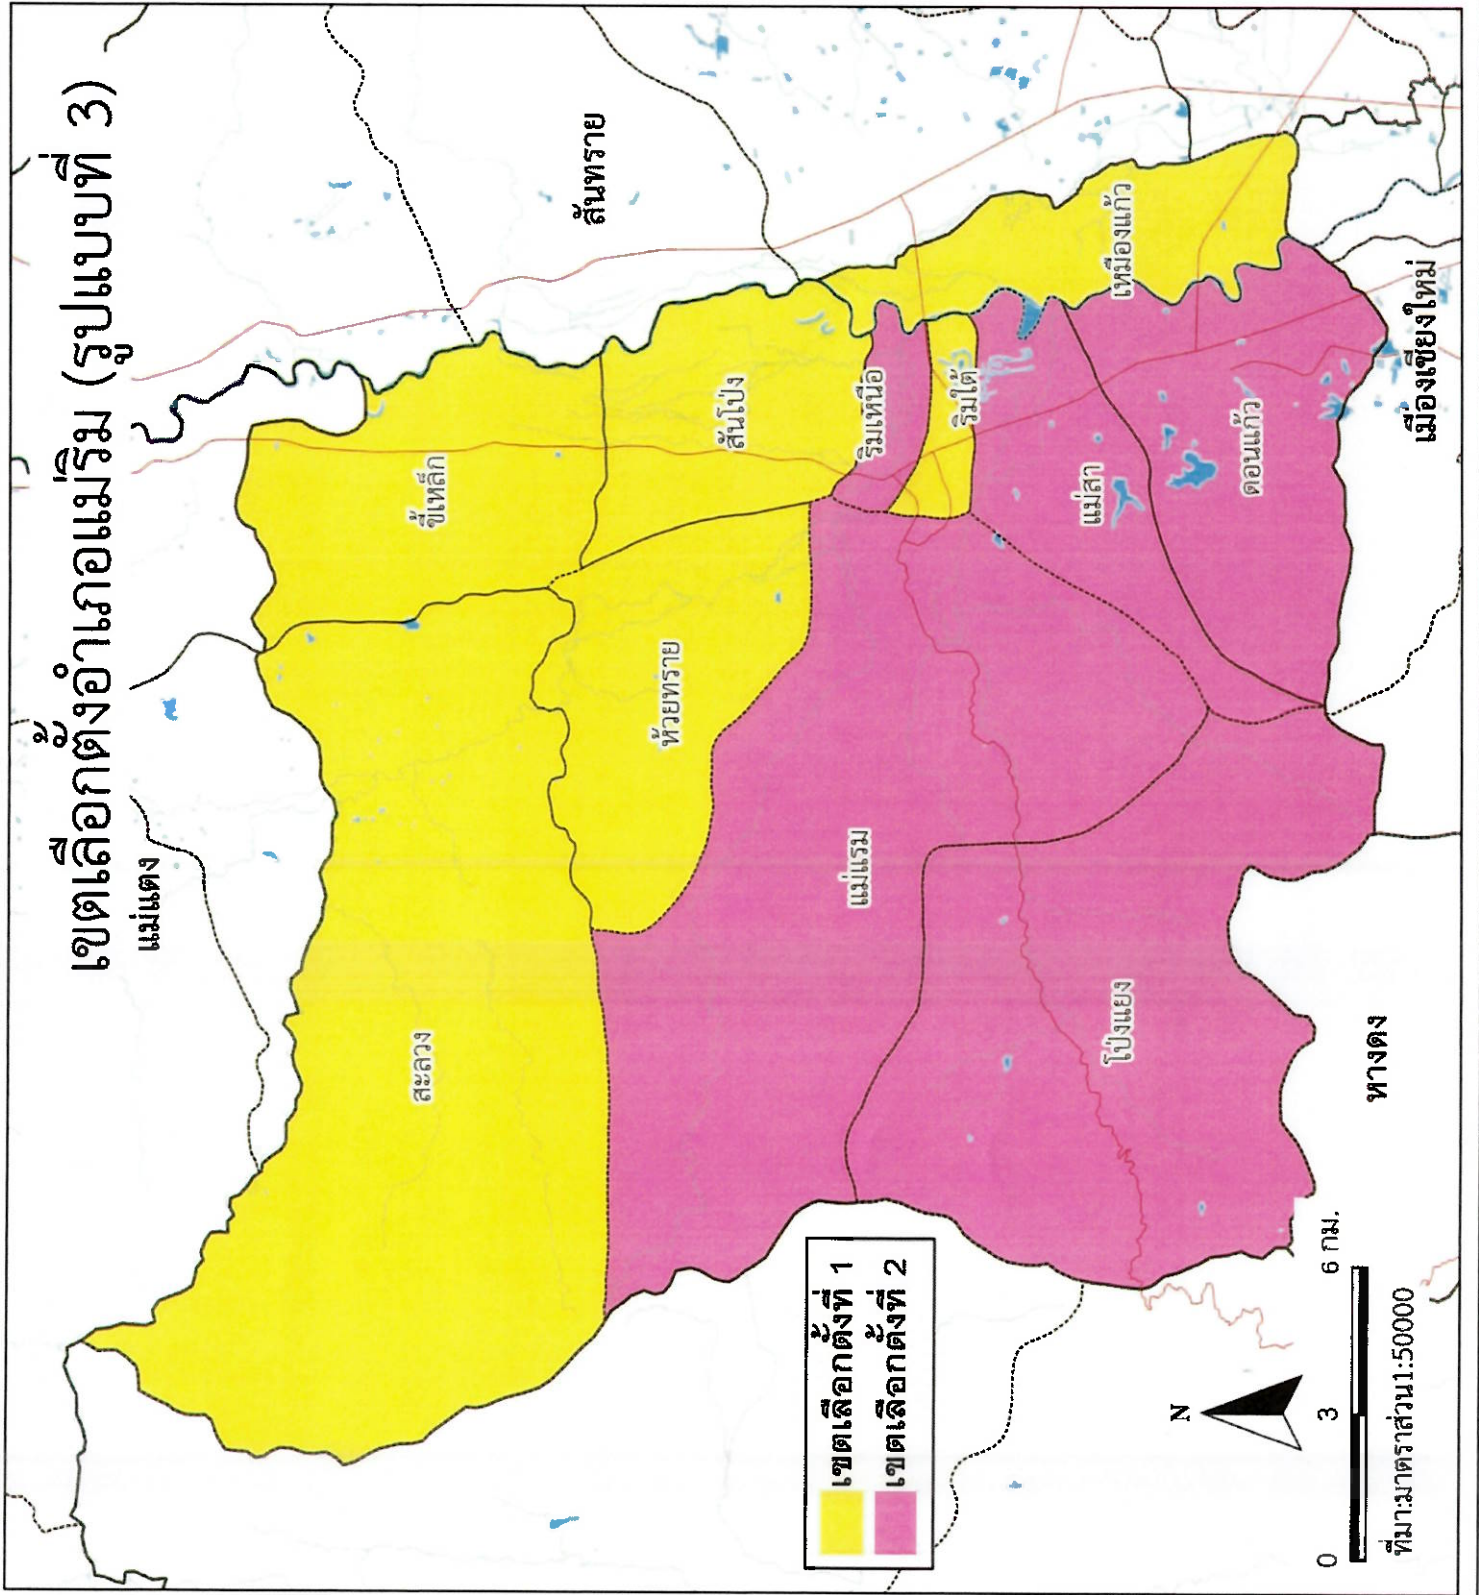 เขตเลือกตั้งอำเภอแม่ริม (รูปแบบที่ 3)
แม่แตง
สันทราย
ขี้เหล็ก
สะลวง
สันโป่ง
ห้วยทราย
ริมเหนือ
แม่แรม
ริมใต้
เหมืองแก้ว
แม่สา
โป่งแยง
ดอนแก้ว
เมืองเชียงใหม่
หางดง
เขตเลือกตั้งที่ 1
เขตเลือกตั้งที่ 2
N
0 3 6 กม.
ที่มา:มาตราส่วน1:50000